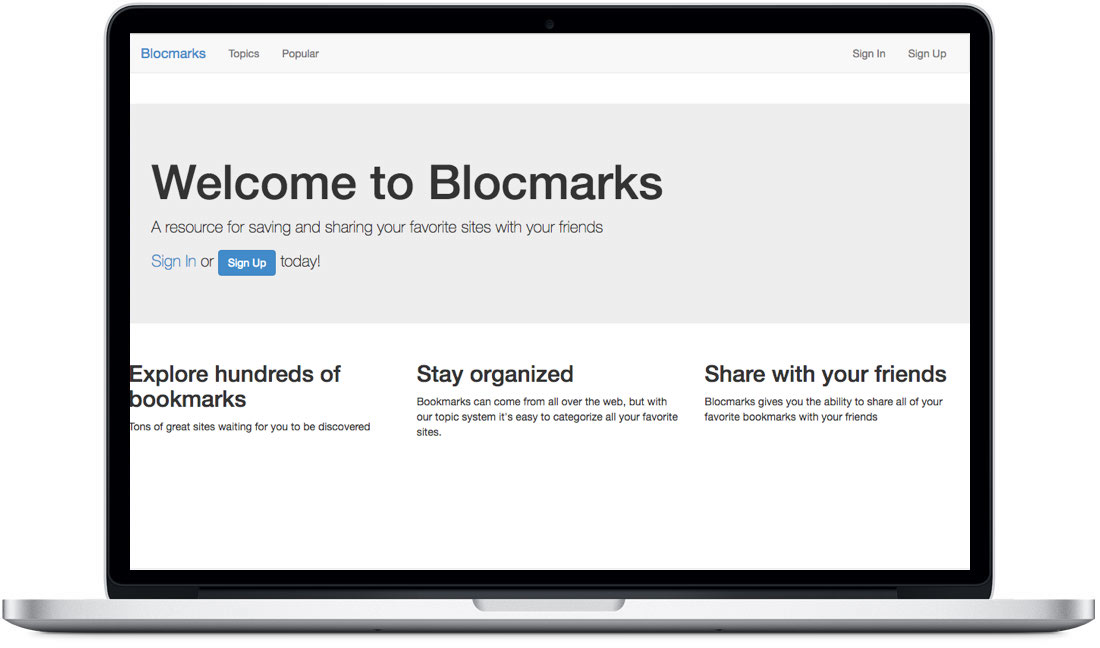 Blocmarks Topics Popular Sign In Sign Up
Welcome to Blocmarks
A resource for saving and sharing your favorite sites with your friends
Sign In or Sign Up today!
Explore hundreds of
bookmarks
Tons of great sites waiting for you to be discovered
Stay organized
Bookmarks can come from all over the web, but with
our topic system it's easy to categorize all your favorite
sites.
Share with your friends
Blocmarks gives you the ability to share all of your
favorite bookmarks with your friends